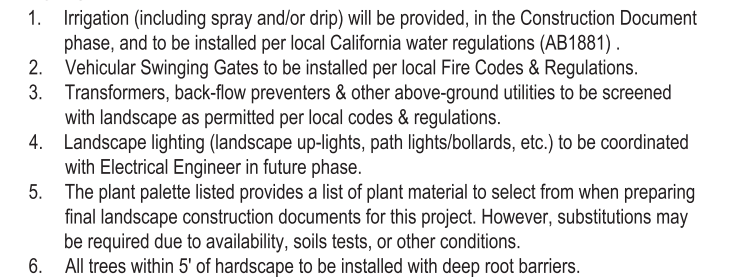 1. Irrigation (including spray and/or drip) will be provided, in the Construction Document
phase, and to be installed per local California water regulations (AB1881) .
2. Vehicular Swinging Gates to be installed per local Fire Codes & Regulations.
3. Transformers, back-flow preventers & other above-ground utilities to be screened
with landscape as permitted per local codes & regulations.
4. Landscape lighting (landscape up-lights, path lights/bollards, etc.) to be coordinated
with Electrical Engineer in future phase.
5. The plant palette listed provides a list of plant material to select from when preparing
final landscape construction documents for this project. However, substitutions may
be required due to availability, soils tests, or other conditions.
6. All trees within 5' of hardscape to be installed with deep root barriers.